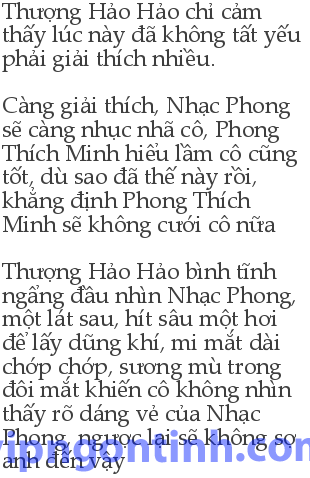 Thượng Hảo Hảo chỉ cảm
thấy lúc này đã không tất yếu
phải giải thích nhiều.
Càng giải thích, Nhạc Phong
sẽ càng nhục nhã cô, Phong
Thích Minh hiểu lầm cô cũng
tốt, dù sao đã thế này rồi,
khẳng định Phong Thích
Minh sẽ không cưới cô nữa
Thượng Hảo Hảo bình tĩnh
ngẩng đầu nhìn Nhạc Phong,
một lát sau, hít sâu một hơi
để lấy dũng khí, mi mắt dài
chớp chớp, sương mù trong
đôi mắt khiến cô không nhìn
thấy rõ dáng vẻ của Nhạc
Phong, ngược lại sẽ không sợ
anh đến vậy
vipngontinh.com